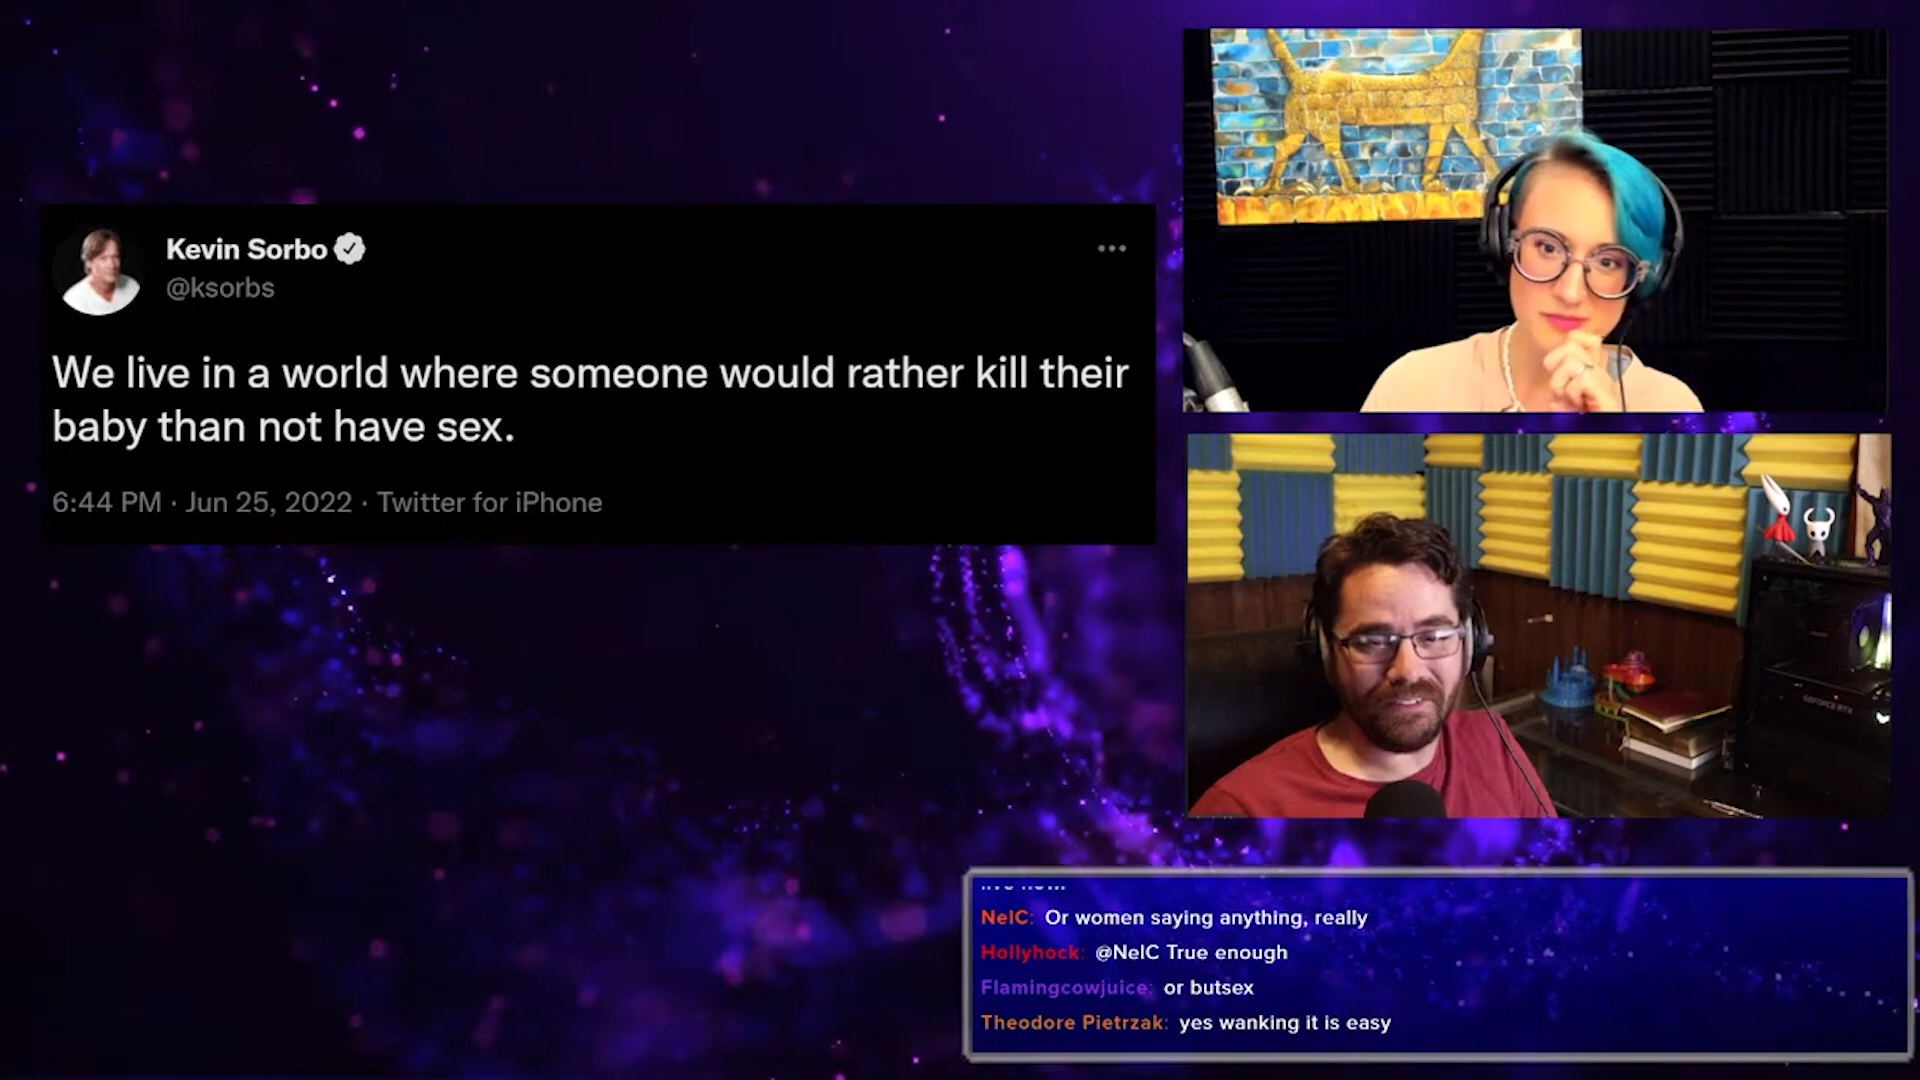 Kevin Sorbo
@ksorbs
We live in a world where someone would rather kill their
baby than not have sex.
6:44 PM · Jun 25, 2022 · Twitter for iPhone
NelC: Or women saying anything, really
Hollyhock: @NelC True enough
Flamingcowjuice: or butsex
Theodore Pietrzak: yes wanking it is easy
GEFORCE RTX